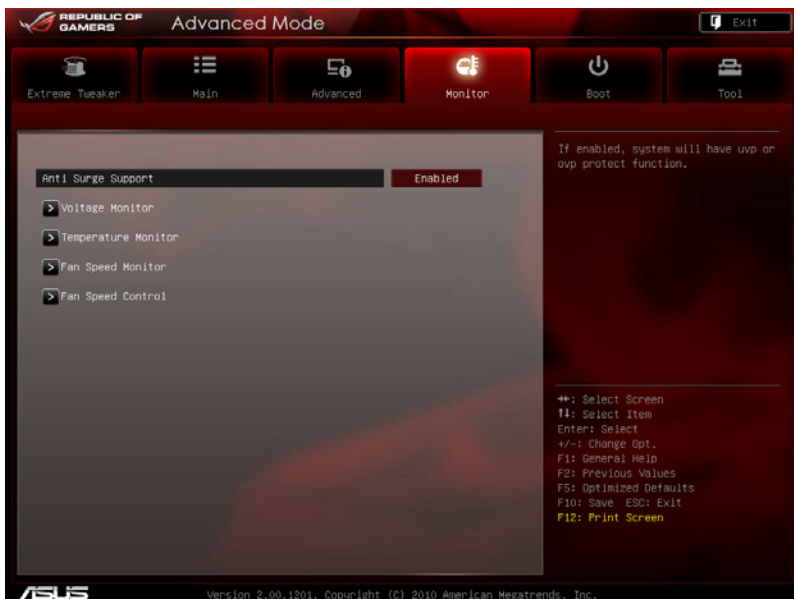 REPUBLIC OF
GAMERS
Advanced Mode
Exit
Extreme Tweaker
Main
Advanced
Monitor
Boot
Tool
If enabled, system will have uvp or
ovp protect function.
Anti Surge Support Enabled
> Voltage Monitor
> Temperature Monitor
> Fan Speed Monitor
> Fan Speed Control
→←: Select Screen
↑↓: Select Item
Enter: Select
+/-: Change Opt.
F1: General Help
F2: Previous Values
F5: Optimized Defaults
F10: Save ESC: Exit
F12: Print Screen
ASUS
Version 2.00.1201. Copyright (C) 2010 American Megatrends, Inc.